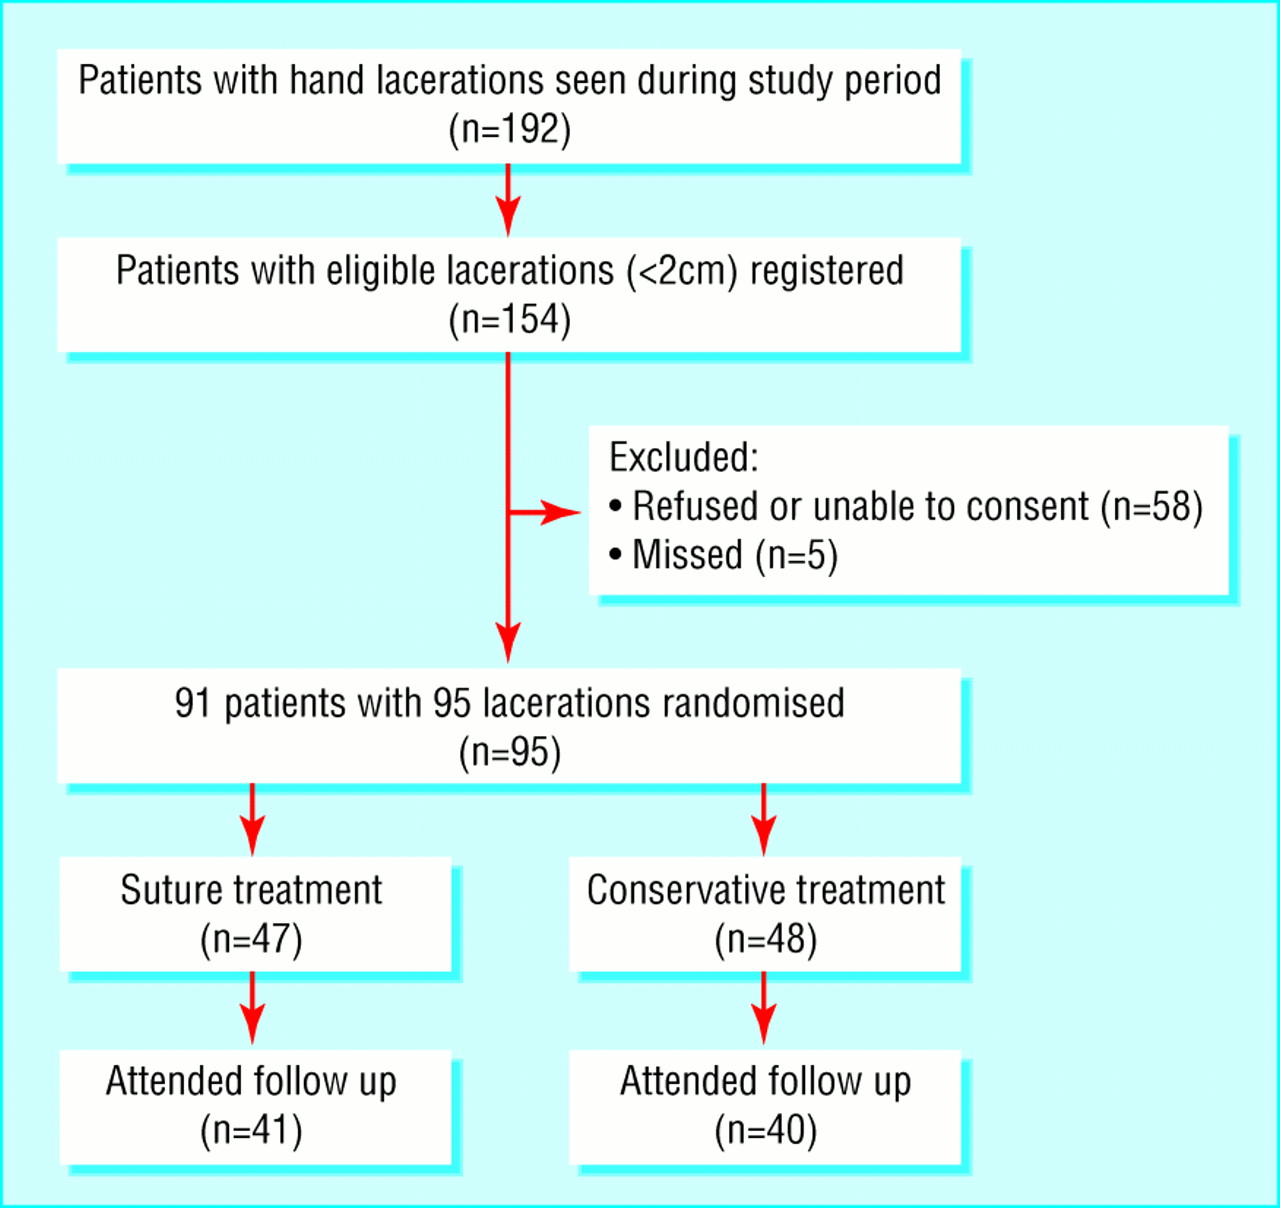 Patients with hand lacerations seen during study period
(n=192)
Patients with eligible lacerations (<2cm) registered
(n=154)
Excluded:
• Refused or unable to consent (n=58)
• Missed (n=5)
91 patients with 95 lacerations randomised
(n=95)
Suture treatment
(n=47)
Conservative treatment
(n=48)
Attended follow up
(n=41)
Attended follow up
(n=40)